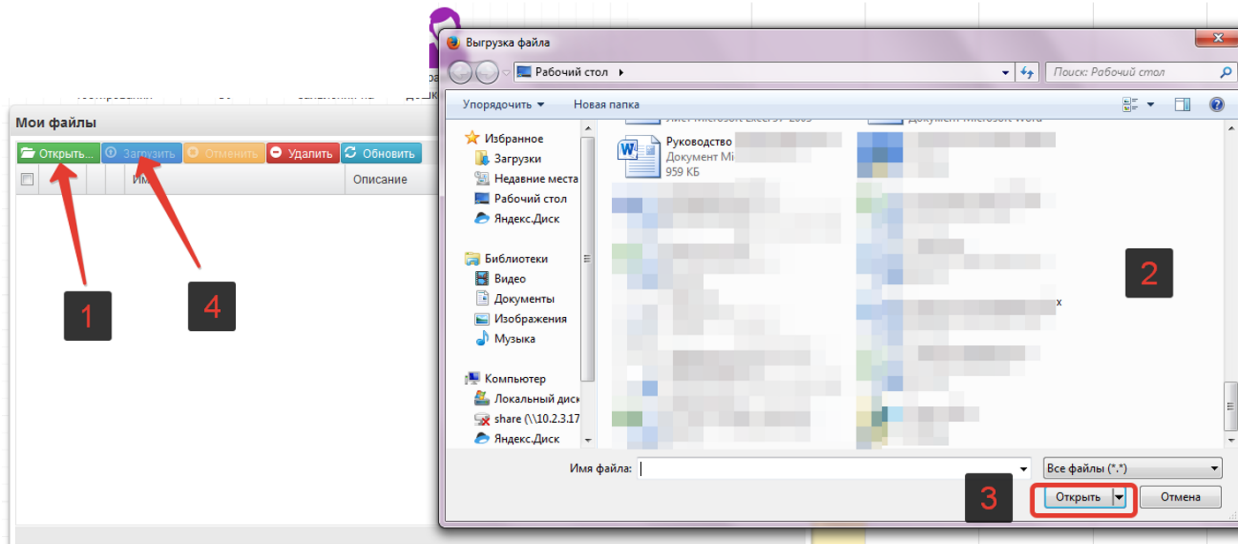 Выгрузка файла
Рабочий стол
Поиск: Рабочий стол
Упорядочить
Новая папка
Мои файлы
Открыть... Загрузить Отменить Удалить Обновить
Описание
Избранное
Загрузки
Недавние места
Рабочий стол
Яндекс.Диск
Библиотеки
Видео
Документы
Изображения
Музыка
Компьютер
Локальный диск
share (\\10.2.3.17
Яндекс.Диск
Руководство
Документ Mi
959 КБ
x
1
4
2
Имя файла:
Все файлы (*.*)
3
Открыть
Отмена